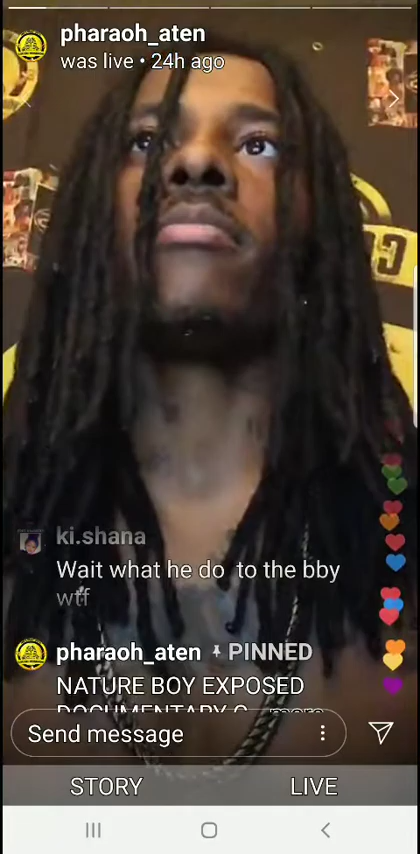 pharaoh_aten
was live • 24h ago
ki.shana
Wait what he do to the bby
wtf
pharaoh_aten PINNED
NATURE BOY EXPOSED
DOCUMENTARY
Send message
STORY LIVE